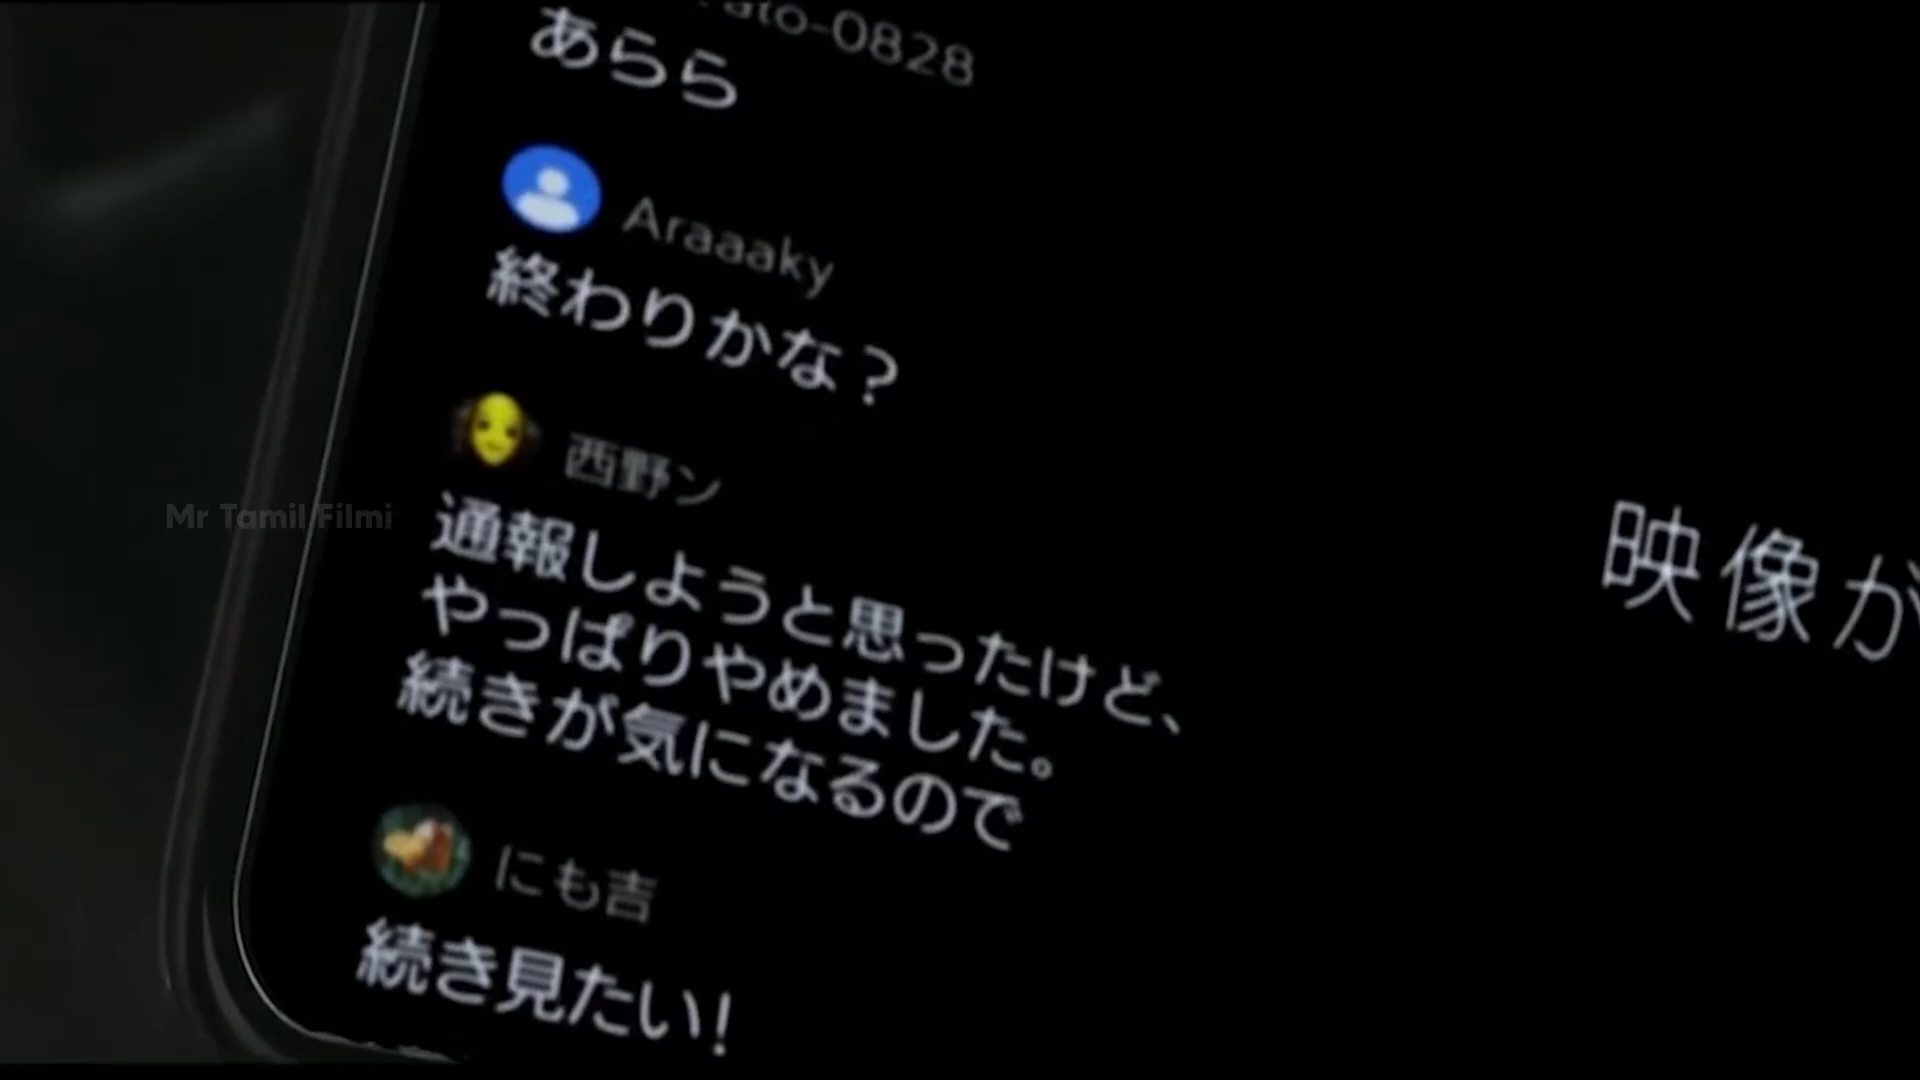 ato-0828
あらら
Araaaky
終わりかな？
西野ン
通報しようと思ったけど、
やっぱりやめました。
続きが気になるので
にも吉
続き見たい！
映像が
Mr Tamil Filmi